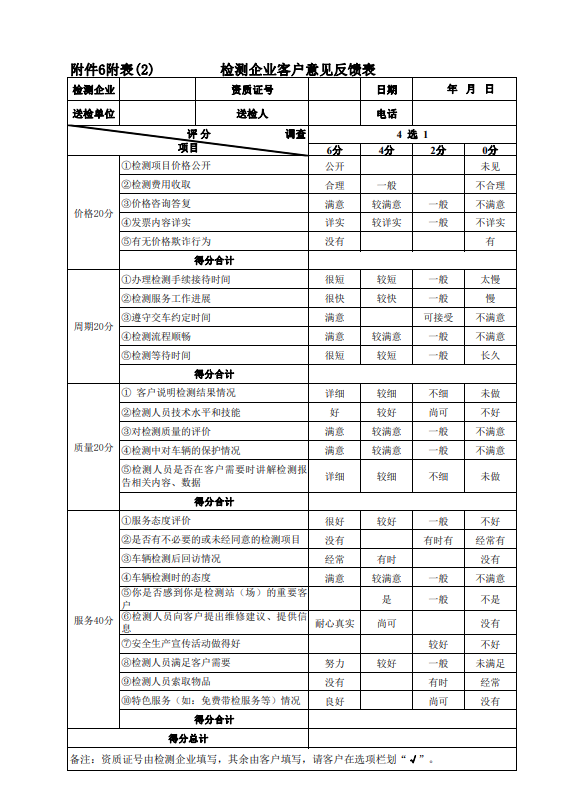 附件6附表(2) 检测企业客户意见反馈表
检测企业 资质证号 日期 年 月 日
送检单位 送检人 电话
评 分 调查 4 选 1
项目 6分 4分 2分 0分
价格20分
①检测项目价格公开 公开 未见
②检测费用收取 合理 一般 不合理
③价格咨询答复 满意 较满意 一般 不满意
④发票内容详实 详实 较详实 一般 不详实
⑤有无价格欺诈行为 没有 有
得分合计
周期20分
①办理检测手续接待时间 很短 较短 一般 太慢
②检测服务工作进展 很快 较快 一般 慢
③遵守交车约定时间 满意 可接受 不满意
④检测流程顺畅 满意 较满意 一般 不满意
⑤检测等待时间 很短 较短 一般 长久
得分合计
质量20分
① 客户说明检测结果情况 详细 较细 不细 未做
②检测人员技术水平和技能 好 较好 尚可 不好
③对检测质量的评价 满意 较满意 一般 不满意
④检测中对车辆的保护情况 满意 较满意 一般 不满意
⑤检测人员是否在客户需要时讲解检测报
告相关内容、数据 详细 较细 不细 未做
得分合计
服务40分
①服务态度评价 很好 较好 一般 不好
②是否有不必要的或未经同意的检测项目 没有 有时有 经常有
③车辆检测后回访情况 经常 有时 没有
④车辆检测时的态度 满意 较满意 一般 不满意
⑤你是否感到你是检测站（场）的重要客
户 是 一般 不是
⑥检测人员向客户提出维修建议、提供信
息 耐心真实 尚可 没有
⑦安全生产宣传活动做得好 较好 不好
⑧检测人员满足客户需要 努力 较好 一般 未满足
⑨检测人员索取物品 没有 有时 经常
⑩特色服务（如：免费带检服务等）情况 良好 尚可 没有
得分合计
得分总计
备注：资质证号由检测企业填写，其余由客户填写，请客户在选项栏划“√”。